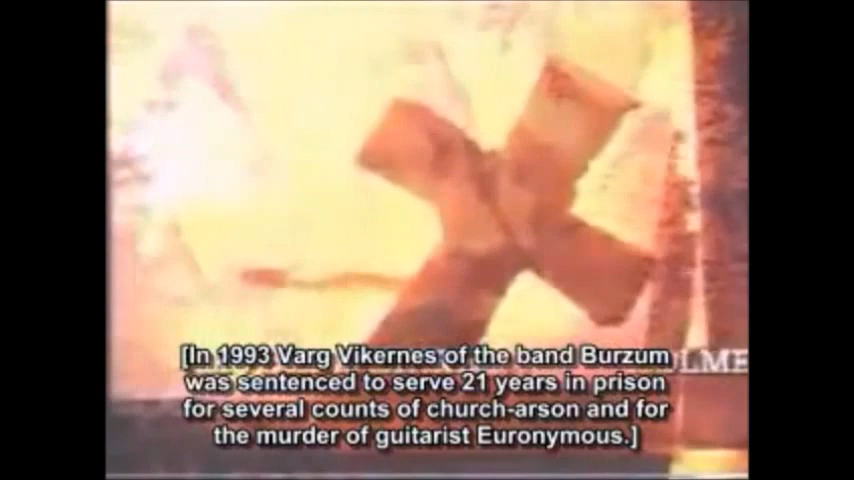 [In 1993 Varg Vikernes of the band Burzum
LME
was sentenced to serve 21 years in prison
for several counts of church-arson and for
the murder of guitarist Euronymous.]